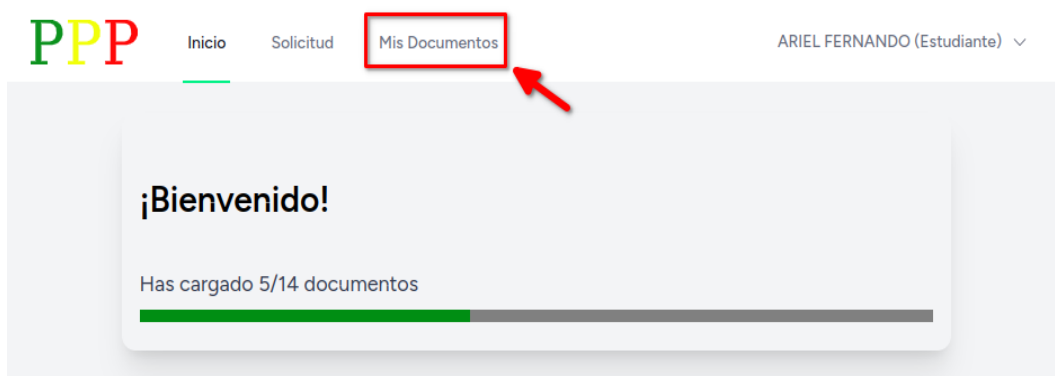 PPP Inicio Solicitud Mis Documentos ARIEL FERNANDO (Estudiante)
¡Bienvenido!
Has cargado 5/14 documentos